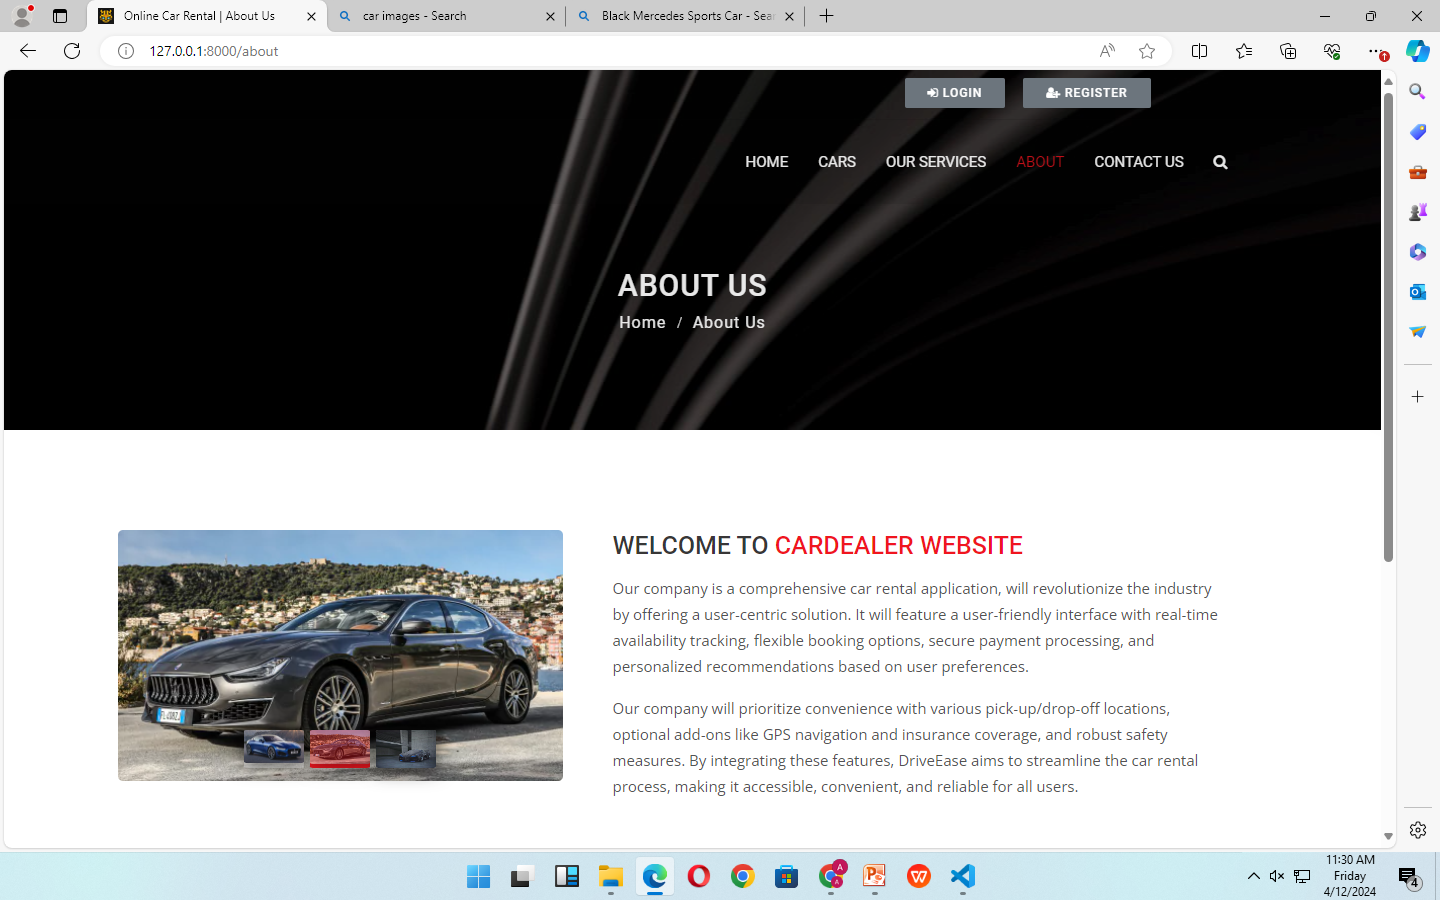 Online Car Rental | About Us
car images - Search
Black Mercedes Sports Car - Sear
127.0.0.1:8000/about
LOGIN
REGISTER
HOME
CARS
OUR SERVICES
ABOUT
CONTACT US
ABOUT US
Home / About Us
WELCOME TO CARDEALER WEBSITE
Our company is a comprehensive car rental application, will revolutionize the industry
by offering a user-centric solution. It will feature a user-friendly interface with real-time
availability tracking, flexible booking options, secure payment processing, and
personalized recommendations based on user preferences.
Our company will prioritize convenience with various pick-up/drop-off locations,
optional add-ons like GPS navigation and insurance coverage, and robust safety
measures. By integrating these features, DriveEase aims to streamline the car rental
process, making it accessible, convenient, and reliable for all users.
11:30 AM
Friday
4/12/2024
4